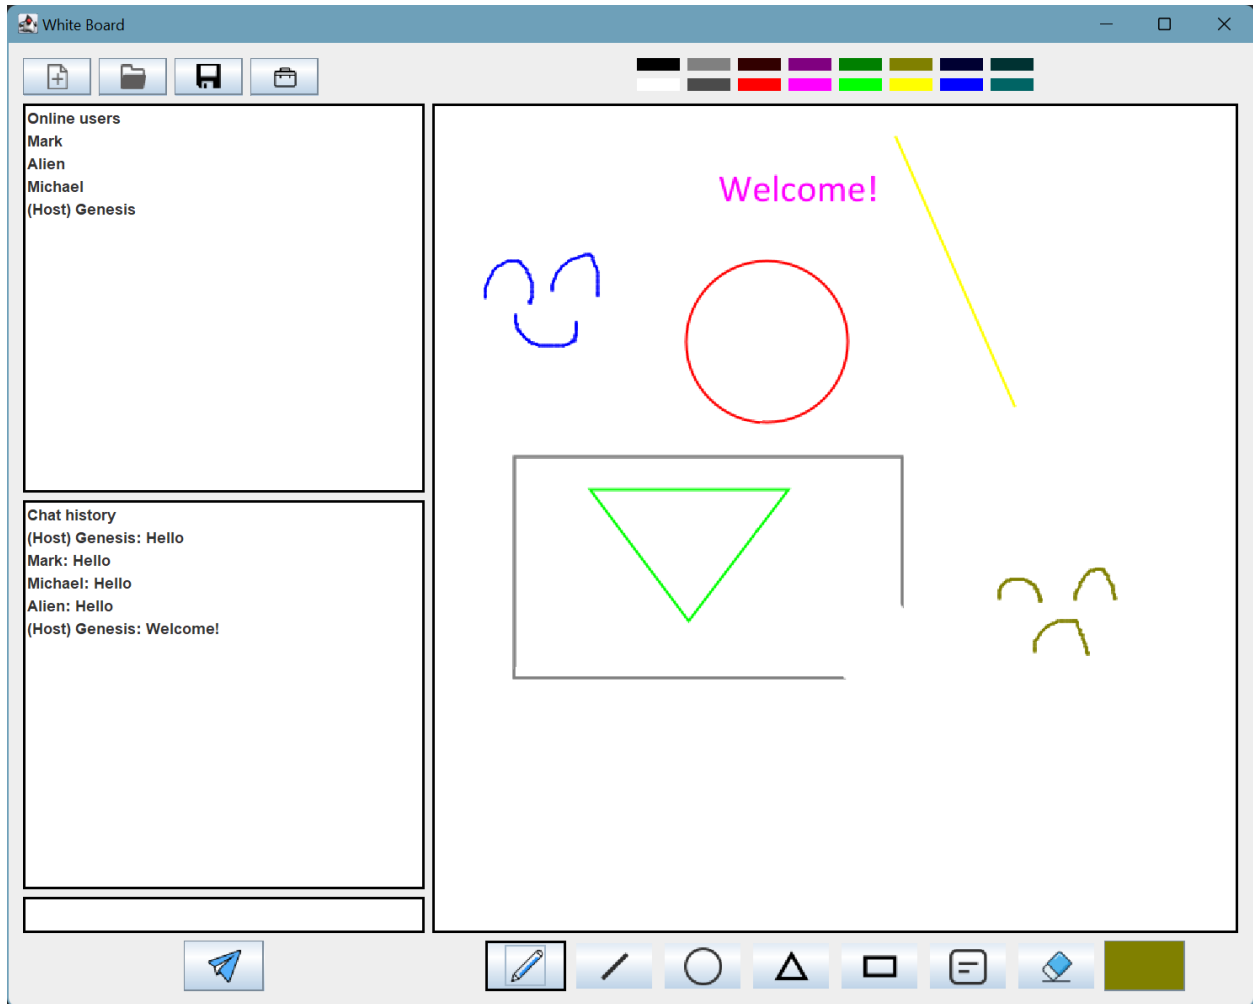 White Board
Online users
Mark
Alien
Michael
(Host) Genesis
Chat history
(Host) Genesis: Hello
Mark: Hello
Michael: Hello
Alien: Hello
(Host) Genesis: Welcome!
Welcome!